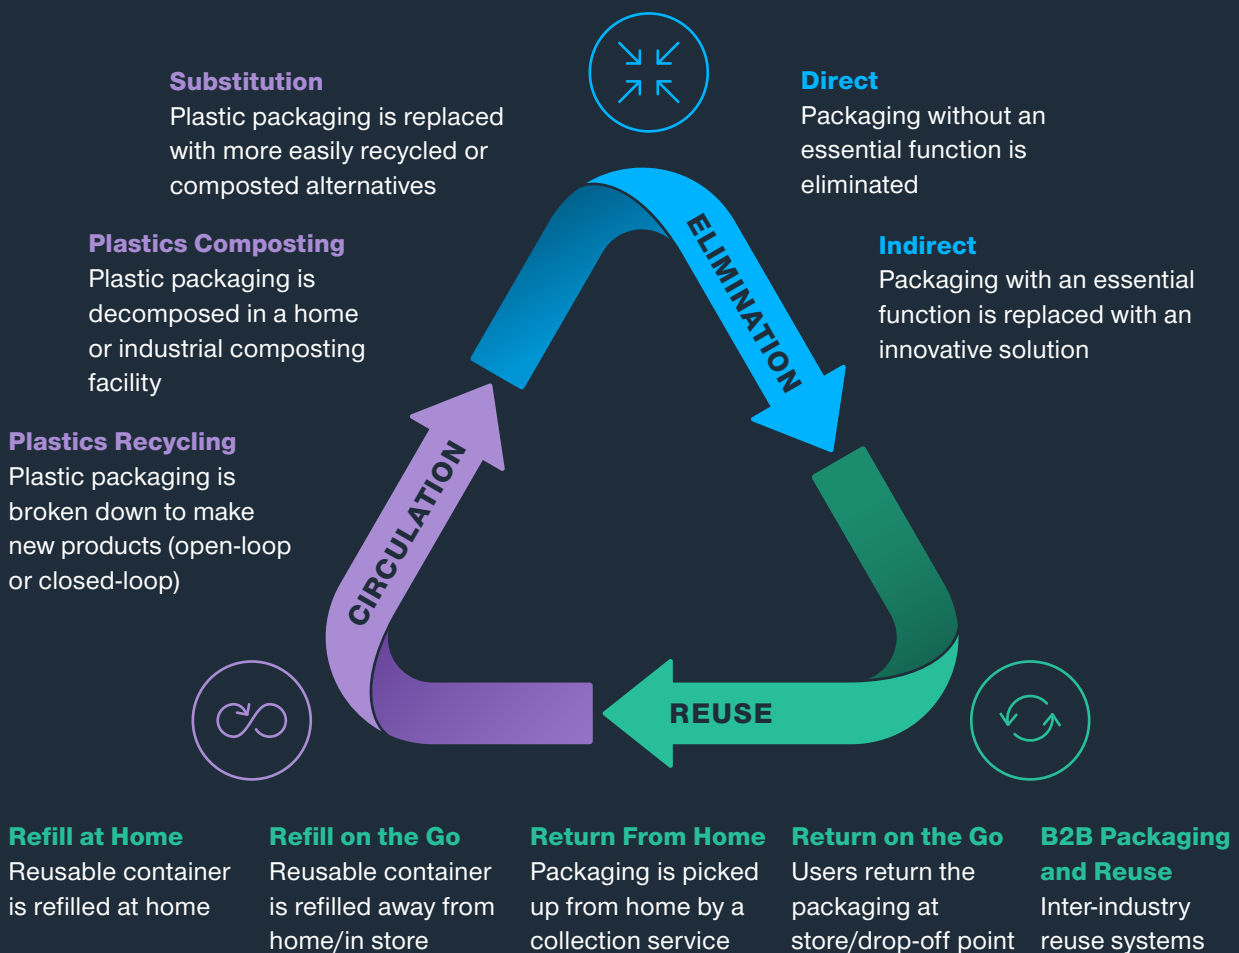 Substitution
Plastic packaging is replaced
with more easily recycled or
composted alternatives
Direct
Packaging without an
essential function is
eliminated
Plastics Composting
Plastic packaging is
decomposed in a home
or industrial composting
facility
Indirect
Packaging with an essential
function is replaced with an
innovative solution
Plastics Recycling
Plastic packaging is
broken down to make
new products (open-loop
or closed-loop)
ELIMINATION
CIRCULATION
REUSE
Refill at Home
Reusable container
is refilled at home
Refill on the Go
Reusable container
is refilled away from
home/in store
Return From Home
Packaging is picked
up from home by a
collection service
Return on the Go
Users return the
packaging at
store/drop-off point
B2B Packaging
and Reuse
Inter-industry
reuse systems